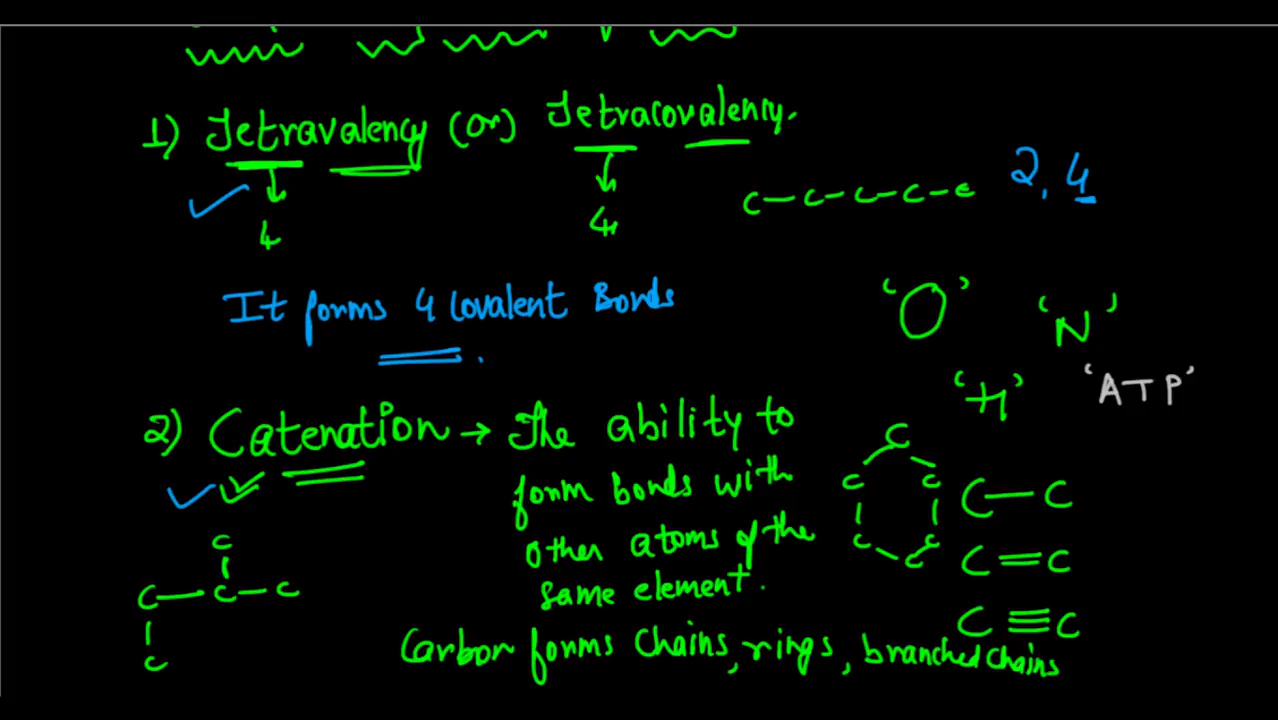 1) Tetravalency (or) Tetracovalency.
4
4
C-C-C-C-C
2, 4
It forms 4 Covalent Bonds
'O' 'N'
'H' 'ATP'
2) Catenation → The ability to
form bonds with
other atoms of the
same element.
C
C C
C C
C
C—C
C=C
C≡C
C
C—C—C
C
Carbon forms chains, rings, branched chains